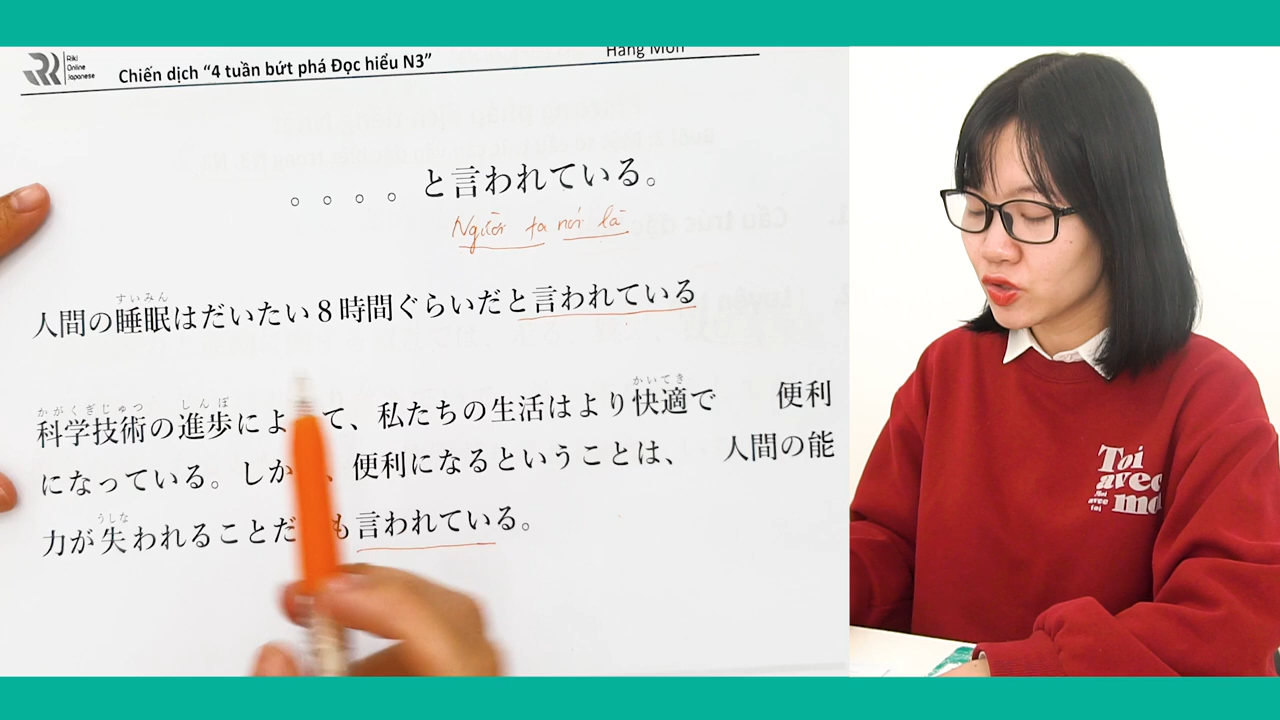 Riki
Online
Japanese
Chiến dịch “4 tuần bứt phá Đọc hiểu N3”
Hằng Moon
。。。。と言われている。
Người ta nói là
すいみん
人間の睡眠はだいたい８時間ぐらいだと言われている
かがくぎじゅつ しんぽ かいてき
科学技術の進歩によ て、私たちの生活はより快適で 便利
になっている。しか 、便利になるということは、 人間の能
うしな
力が失われることだ も言われている。
Toi
avec
Moi
avec
toi
mo